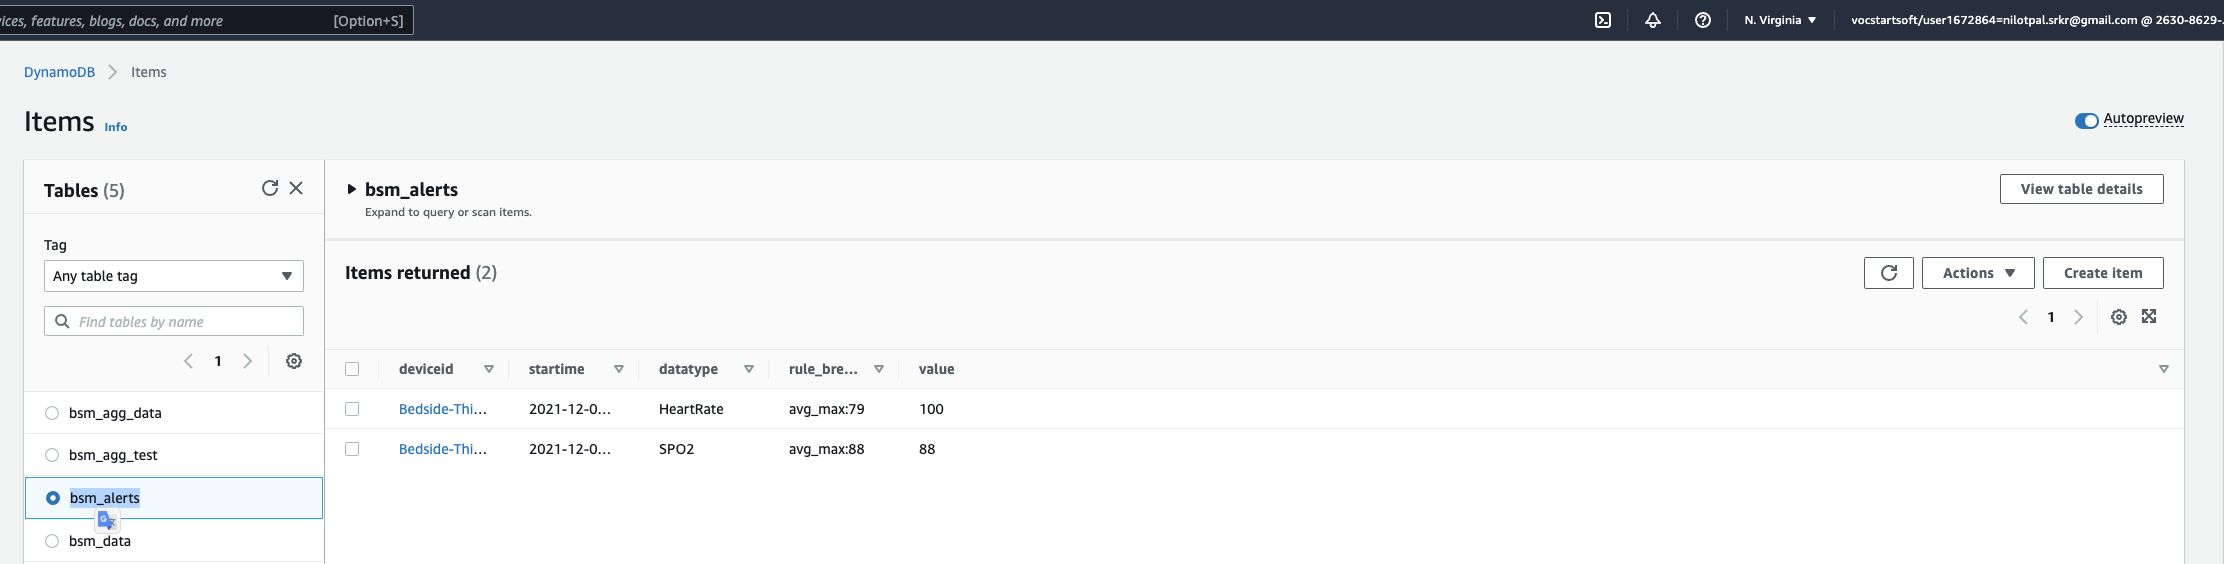 ices, features, blogs, docs, and more [Option+S] N. Virginia vocstartsoft/user1672864=nilotpal.srkr@gmail.com @ 2630-8629-.
DynamoDB Items
Items Info
Autopreview
Tables (5)
Tag
Any table tag
Find tables by name
1
bsm_agg_data
bsm_agg_test
bsm_alerts
bsm_data
bsm_alerts
Expand to query or scan items.
View table details
Items returned (2)
Actions
Create item
1
deviceid startime datatype rule_bre... value
Bedside-Thi... 2021-12-0... HeartRate avg_max:79 100
Bedside-Thi... 2021-12-0... SPO2 avg_max:88 88